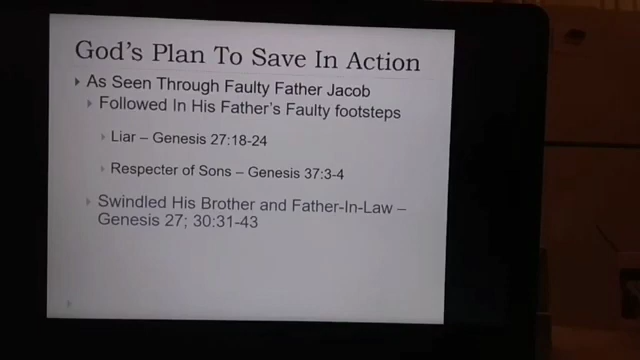 God's Plan To Save In Action
As Seen Through Faulty Father Jacob
Followed In His Father's Faulty footsteps
Liar – Genesis 27:18-24
Respecter of Sons – Genesis 37:3-4
Swindled His Brother and Father-In-Law –
Genesis 27; 30:31-43